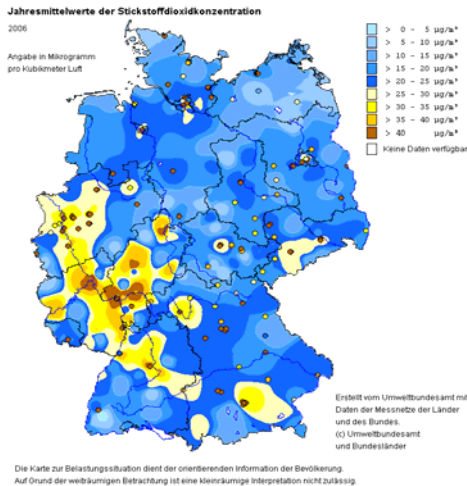 Jahresmittelwerte der Stickstoffdioxidkonzentration
2006
Angabe in Mikrogramm
pro Kubikmeter Luft
> 0 - 5 µg/m³
> 5 - 10 µg/m³
> 10 - 15 µg/m³
> 15 - 20 µg/m³
> 20 - 25 µg/m³
> 25 - 30 µg/m³
> 30 - 35 µg/m³
> 35 - 40 µg/m³
> 40 µg/m³
Keine Daten verfügbar
Erstellt vom Umweltbundesamt mit
Daten der Messnetze der Länder
und des Bundes.
(c) Umweltbundesamt
und Bundesländer
Die Karte zur Belastungssituation dient der orientierenden Information der Bevölkerung.
Auf Grund der weiträumigen Betrachtung ist eine kleinräumige Interpretation nicht zulässig.